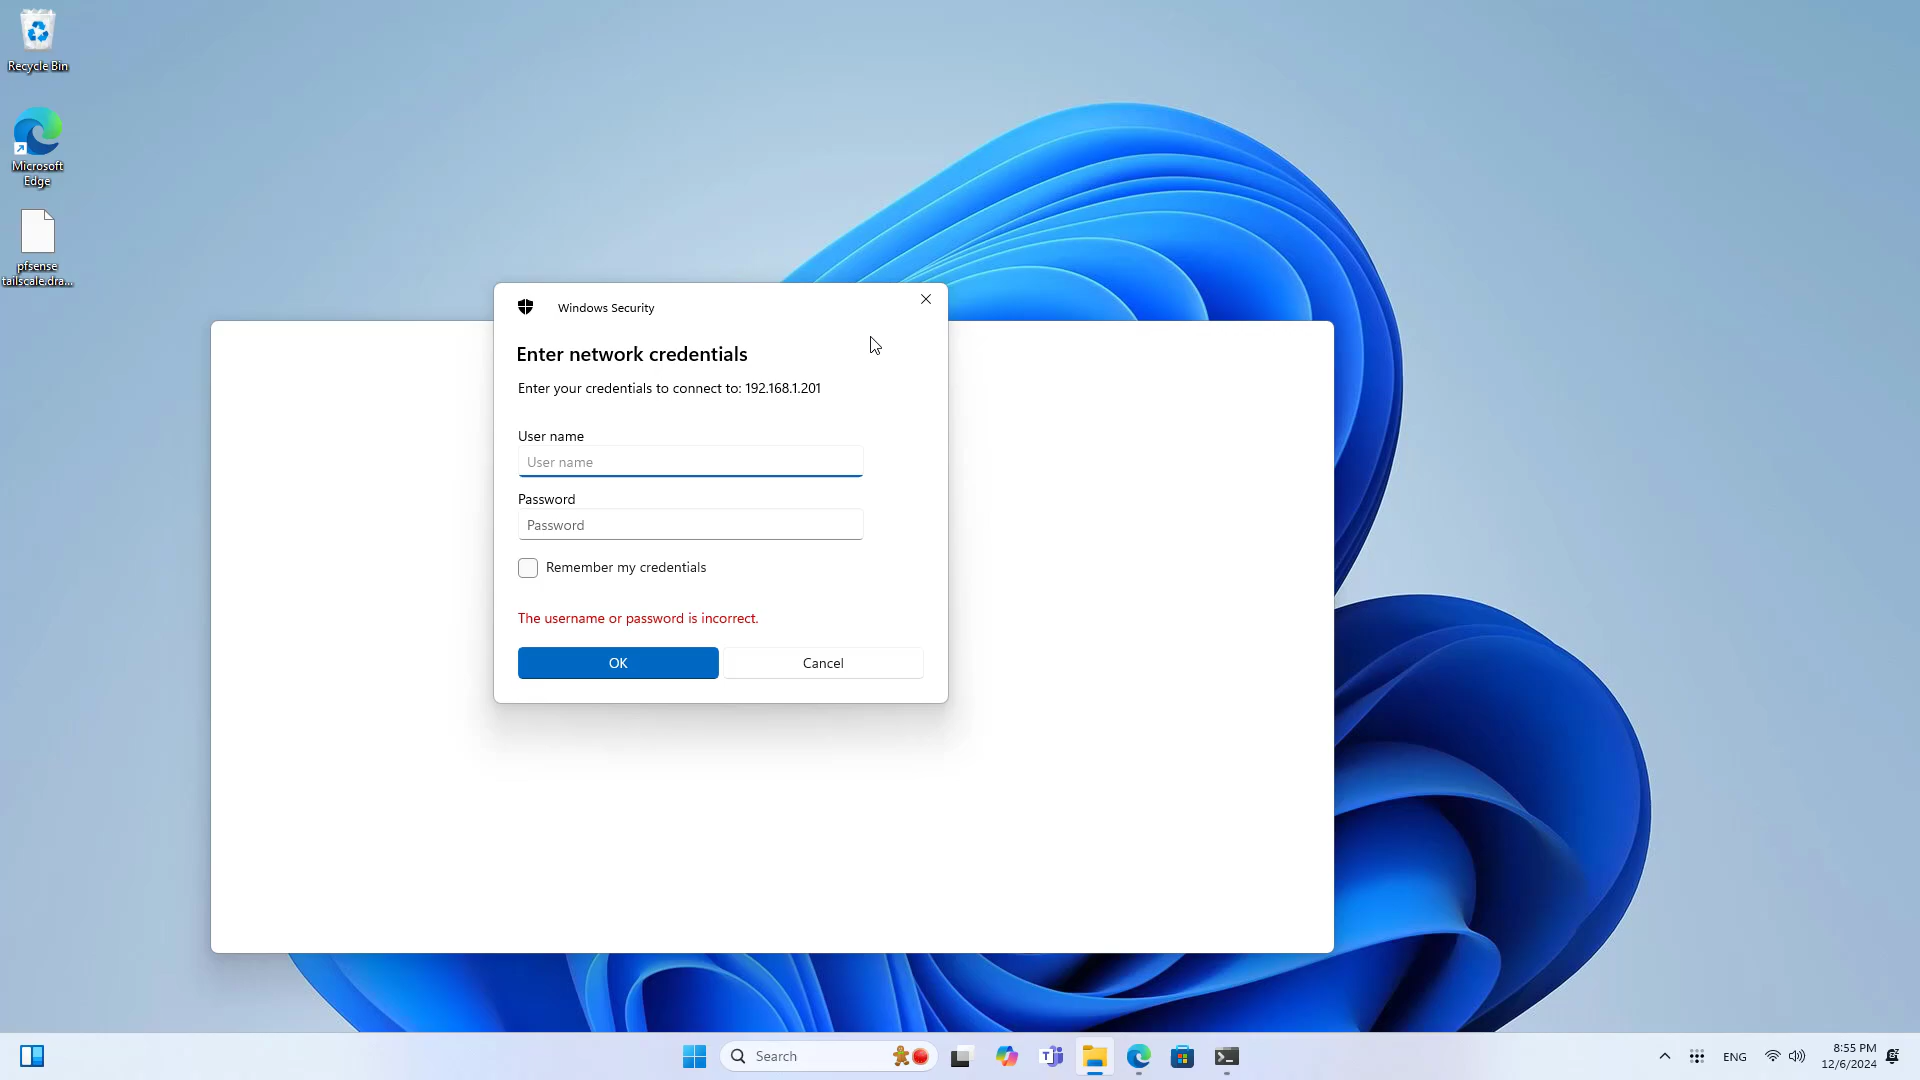 Recycle Bin
Microsoft
Edge
pfsense
tailscale.dra...
Windows Security
Enter network credentials
Enter your credentials to connect to: 192.168.1.201
User name
User name
Password
Password
Remember my credentials
The username or password is incorrect.
OK
Cancel
Search
ENG
8:55 PM
12/6/2024